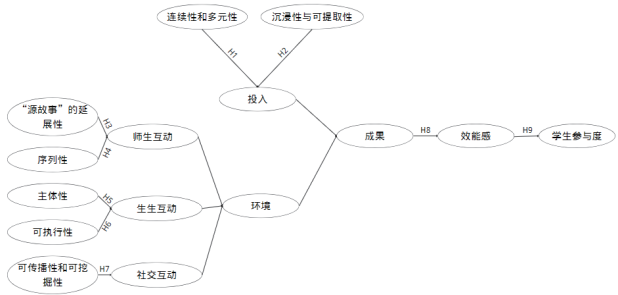 连续性和多元性
沉浸性与可提取性
H1
H2
投入
“源故事”的延
展性
H3
师生互动
H4
序列性
成果
H8
效能感
H9
学生参与度
主体性
H5
生生互动
环境
H6
可执行性
可传播性和可挖
掘性
H7
社交互动